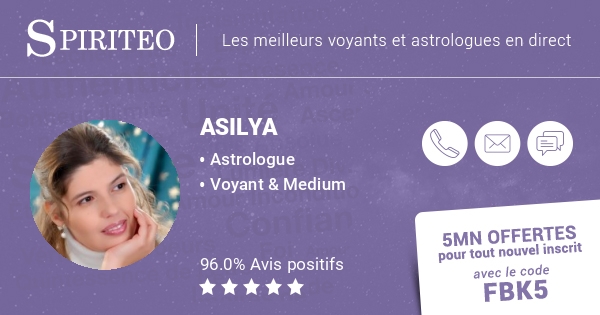 SPIRITEO
Les meilleurs voyants et astrologues en direct
ASILYA
• Astrologue
• Voyant & Medium
96.0% Avis positifs
5MN OFFERTES
pour tout nouvel inscrit
avec le code
FBK5